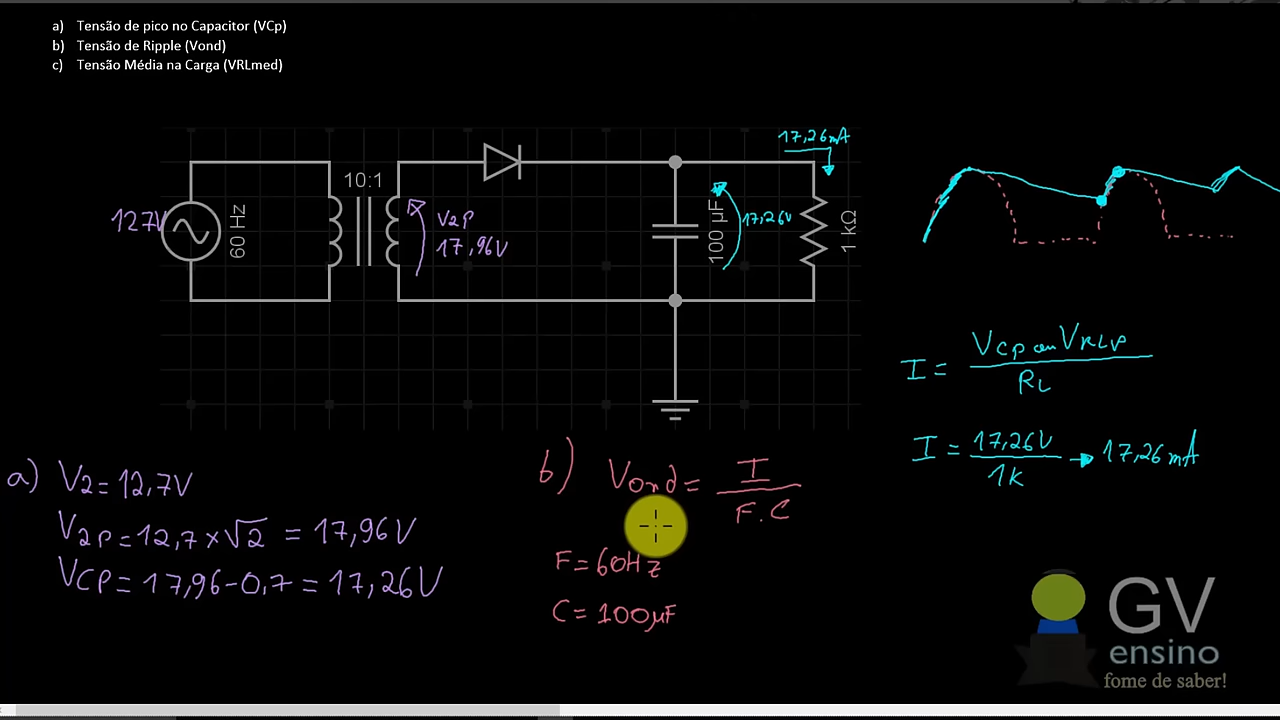 a) Tensão de pico no Capacitor (VCp)
b) Tensão de Ripple (Vond)
c) Tensão Média na Carga (VRLmed)
17,26mA
10:1
127V
60 Hz
V2P
17,96V
100 µF
17,26V
1 kΩ
I = VCP ou VRLP / RL
I = 17,26V / 1K → 17,26mA
a) V2 = 12,7V
V2P = 12,7 x √2 = 17,96V
VCP = 17,96 - 0,7 = 17,26V
b) Vond = I / F.C
F = 60Hz
C = 100µF
GV
ensino
fome de saber!